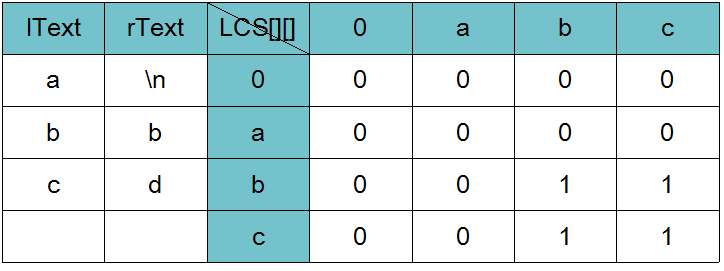 lText rText LCS[][] 0 a b c
a \n 0 0 0 0 0
b b a 0 0 0 0
c d b 0 0 1 1
c 0 0 1 1